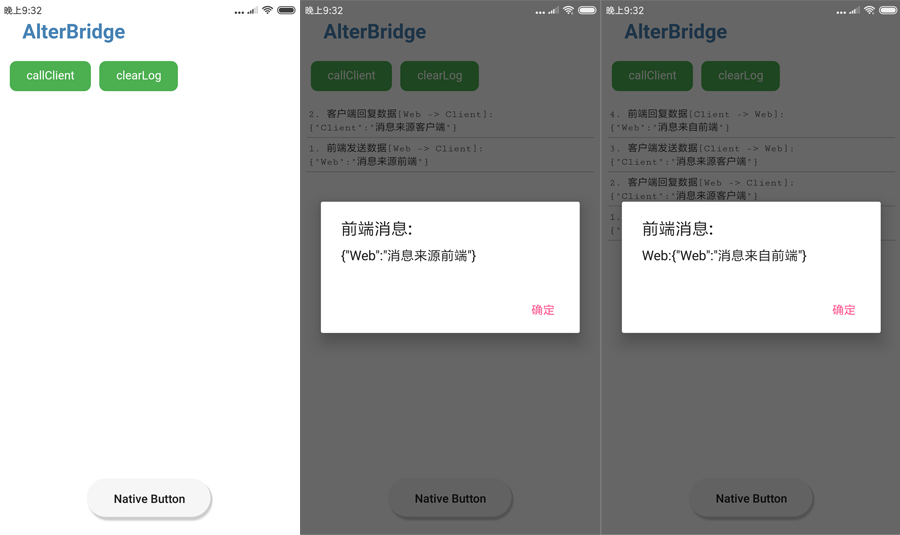 晚上9:32
AlterBridge
callClient
clearLog
Native Button
晚上9:32
AlterBridge
callClient
clearLog
2. 客户端回复数据[Web -> Client]:
{"Client":"消息来源客户端"}
1. 前端发送数据[Web -> Client]:
{"Web":"消息来源前端"}
前端消息:
{"Web":"消息来源前端"}
确定
Native Button
晚上9:32
AlterBridge
callClient
clearLog
4. 前端回复数据[Client -> Web]:
{"Web":"消息来自前端"}
3. 客户端发送数据[Client -> Web]:
{"Client":"消息来源客户端"}
2. 客户端回复数据[Web -> Client]:
{"Client":"消息来源客户端"}
1.
{"
前端消息:
Web:{"Web":"消息来自前端"}
确定
Native Button